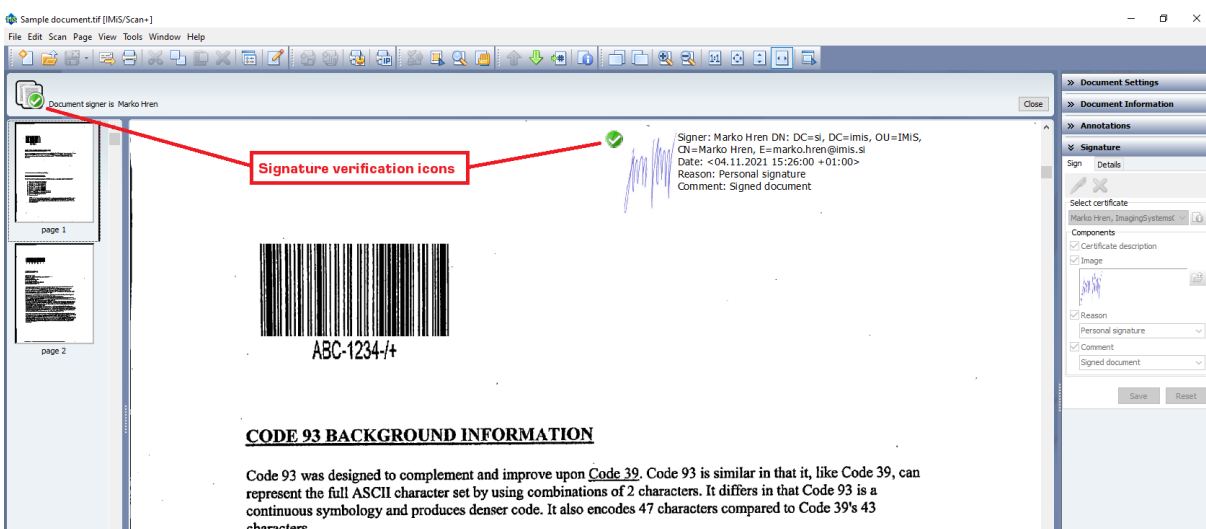 Sample document.tif [IMiS/Scan+]
File Edit Scan Page View Tools Window Help
Document signer is Marko Hren
Close
page 1
page 2
Signature verification icons
Signer: Marko Hren DN: DC=si, DC=imis, OU=IMiS,
CN=Marko Hren, E=marko.hren@imis.si
Date: <04.11.2021 15:26:00 +01:00>
Reason: Personal signature
Comment: Signed document
ABC-1234-/+
CODE 93 BACKGROUND INFORMATION
Code 93 was designed to complement and improve upon Code 39. Code 93 is similar in that it, like Code 39, can
represent the full ASCII character set by using combinations of 2 characters. It differs in that Code 93 is a
continuous symbology and produces denser code. It also encodes 47 characters compared to Code 39's 43
characters
Document Settings
Document Information
Annotations
Signature
Sign Details
Select certificate
Marko Hren, ImagingSystems(
Components
Certificate description
Image
Reason
Personal signature
Comment
Signed document
Save Reset